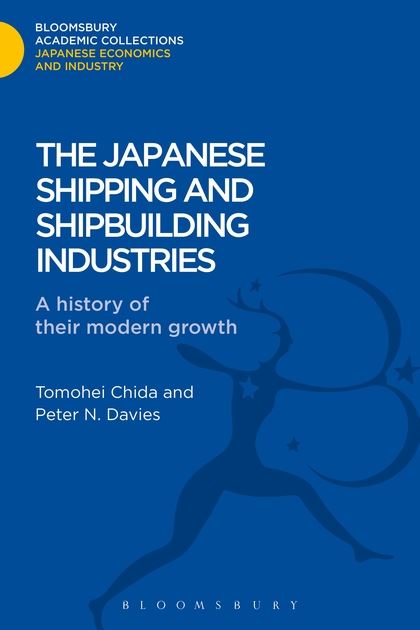 BLOOMSBURY
ACADEMIC COLLECTIONS
JAPANESE ECONOMICS
AND INDUSTRY
THE JAPANESE
SHIPPING AND
SHIPBUILDING
INDUSTRIES
A history of
their modern growth
Tomohei Chida and
Peter N. Davies
BLOOMSBURY